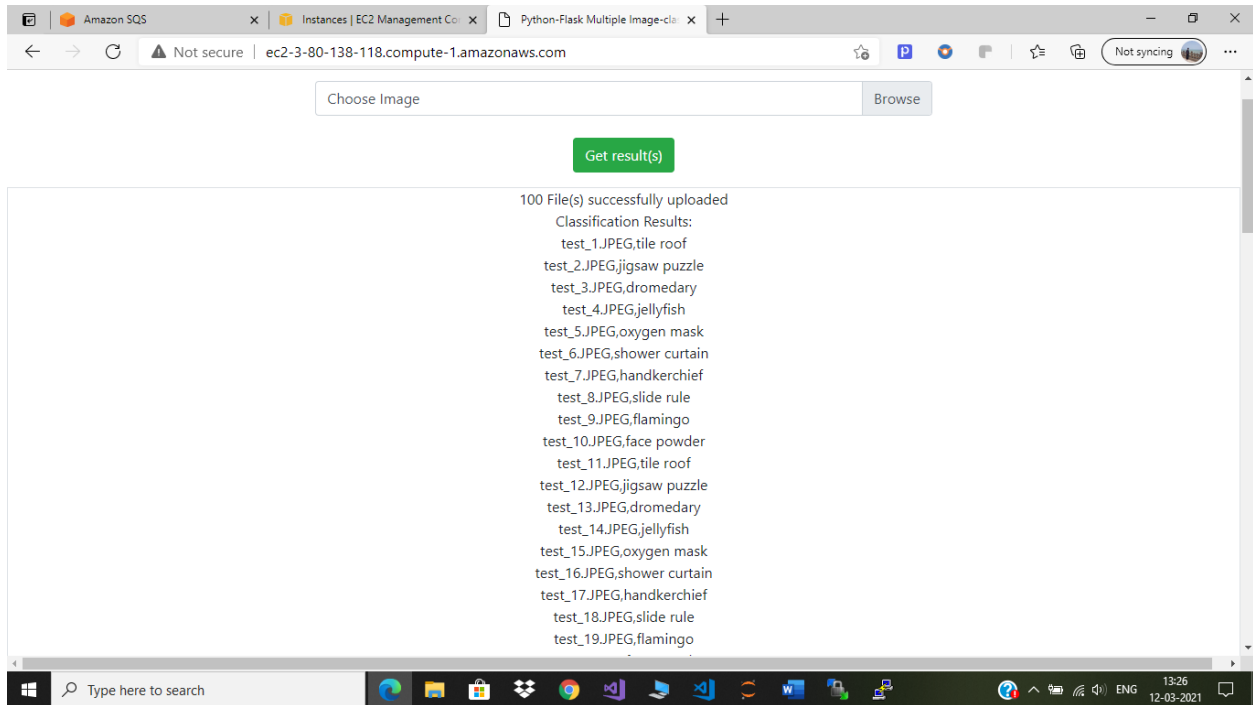 Amazon SQS
Instances | EC2 Management Co
Python-Flask Multiple Image-cla
Not secure
ec2-3-80-138-118.compute-1.amazonaws.com
Not syncing
Choose Image
Browse
Get result(s)
100 File(s) successfully uploaded
Classification Results:
test_1.JPEG,tile roof
test_2.JPEG,jigsaw puzzle
test_3.JPEG,dromedary
test_4.JPEG,jellyfish
test_5.JPEG,oxygen mask
test_6.JPEG,shower curtain
test_7.JPEG,handkerchief
test_8.JPEG,slide rule
test_9.JPEG,flamingo
test_10.JPEG,face powder
test_11.JPEG,tile roof
test_12.JPEG,jigsaw puzzle
test_13.JPEG,dromedary
test_14.JPEG,jellyfish
test_15.JPEG,oxygen mask
test_16.JPEG,shower curtain
test_17.JPEG,handkerchief
test_18.JPEG,slide rule
test_19.JPEG,flamingo
Type here to search
ENG
13:26
12-03-2021